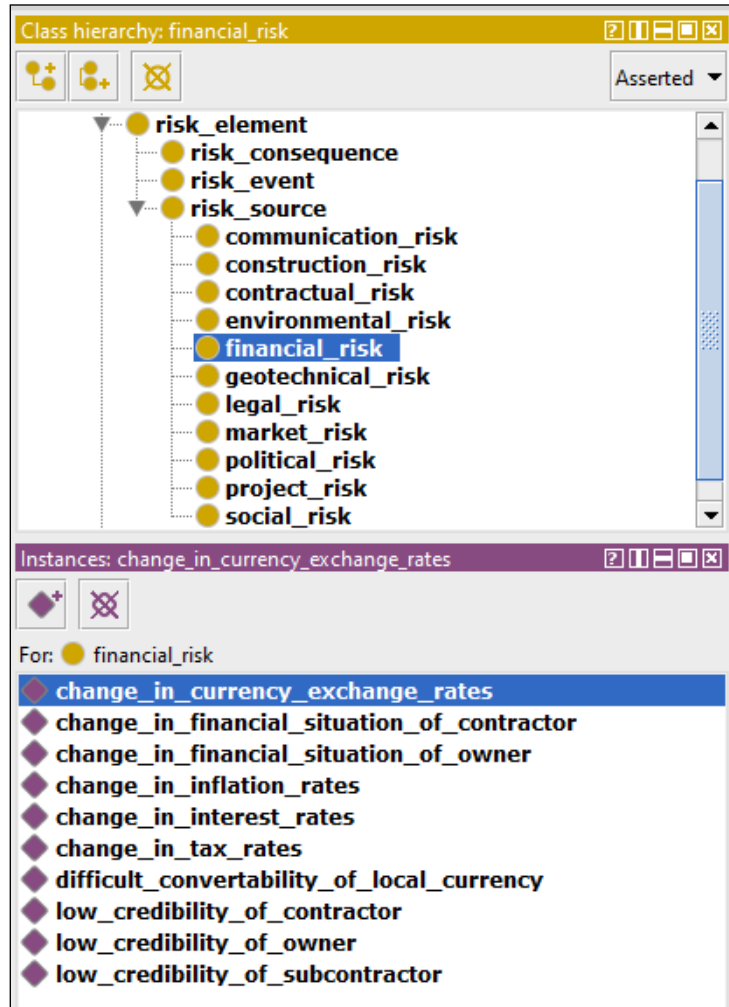 Class hierarchy: financial_risk
Asserted
risk_element
risk_consequence
risk_event
risk_source
communication_risk
construction_risk
contractual_risk
environmental_risk
financial_risk
geotechnical_risk
legal_risk
market_risk
political_risk
project_risk
social_risk
Instances: change_in_currency_exchange_rates
For: financial_risk
change_in_currency_exchange_rates
change_in_financial_situation_of_contractor
change_in_financial_situation_of_owner
change_in_inflation_rates
change_in_interest_rates
change_in_tax_rates
difficult_convertability_of_local_currency
low_credibility_of_contractor
low_credibility_of_owner
low_credibility_of_subcontractor